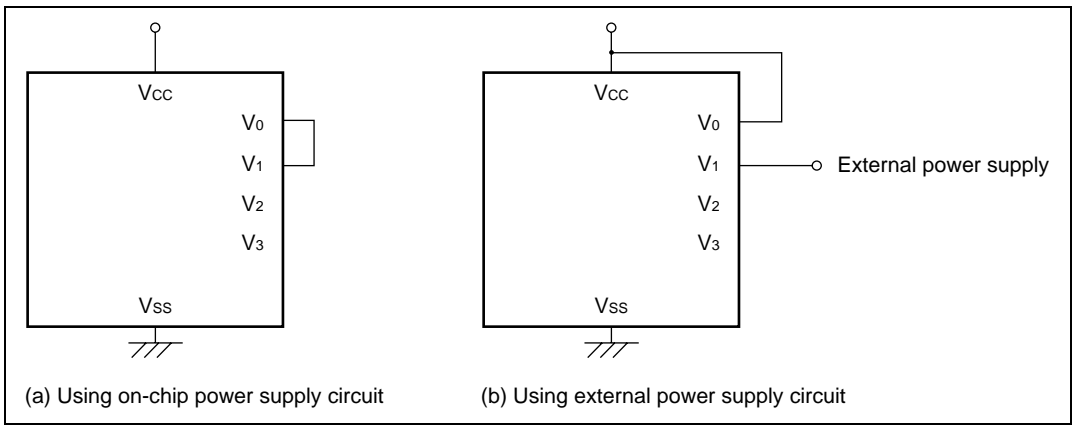 Vcc
V0
V1
V2
V3
Vss
(a) Using on-chip power supply circuit
Vcc
V0
V1
External power supply
V2
V3
Vss
(b) Using external power supply circuit